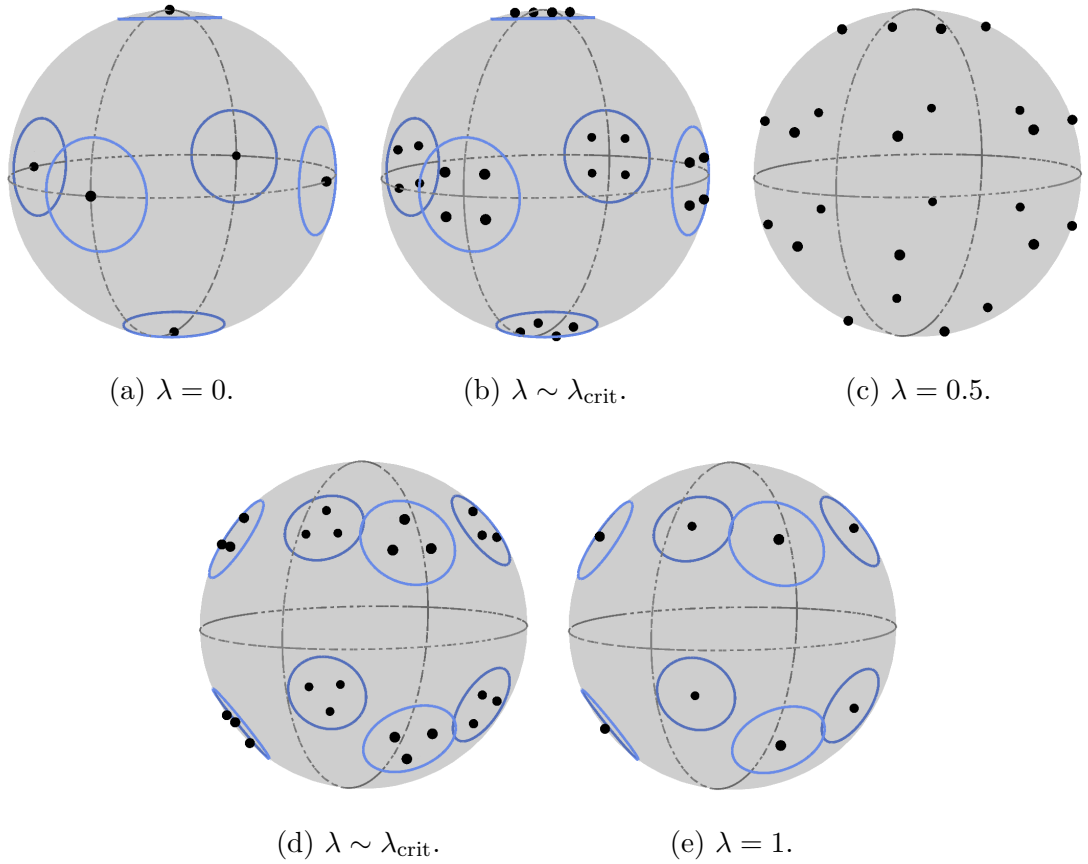 (a) λ = 0.
(b) λ ∼ λcrit.
(c) λ = 0.5.
(d) λ ∼ λcrit.
(e) λ = 1.